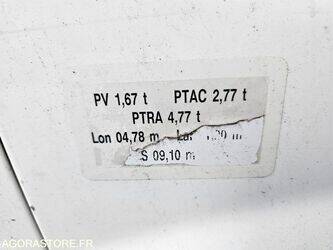 PV 1,67 t PTAC 2,77 t
PTRA 4,77 t
Lon 04,78 m
S 09,10 m
AGORASTORE.FR